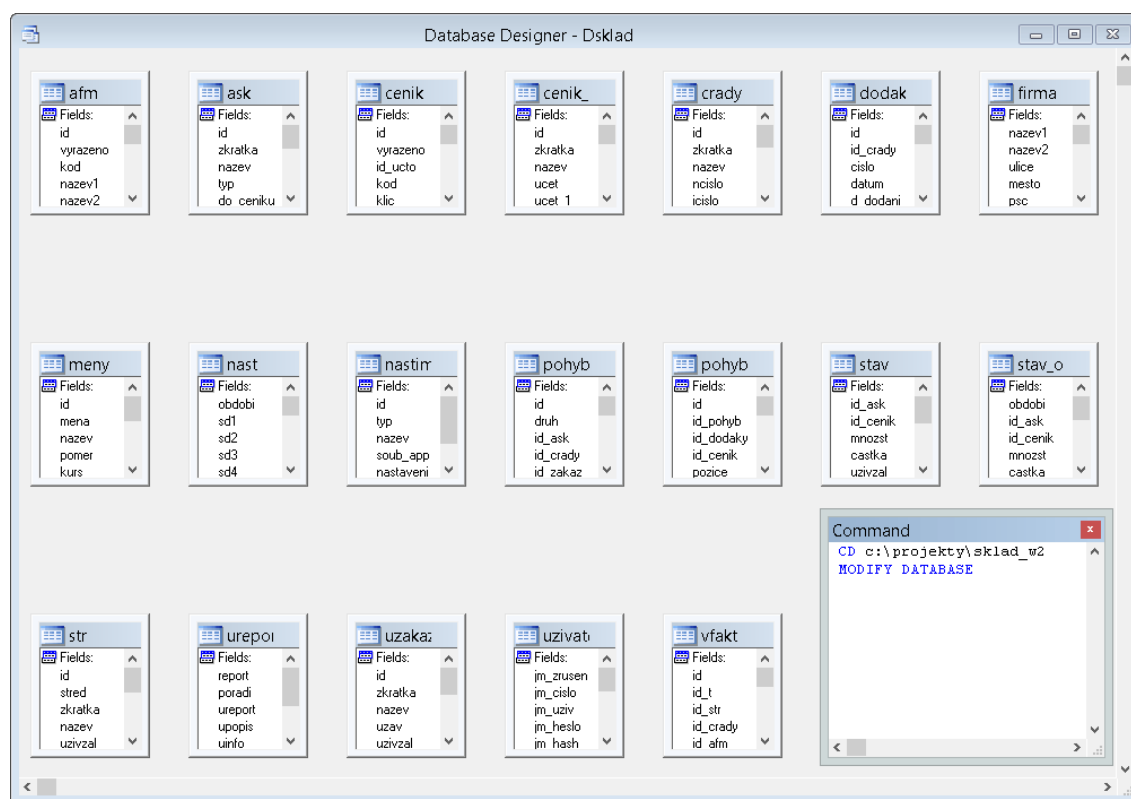 Database Designer - Dsklad
afm
Fields:
id
vyrazeno
kod
nazev1
nazev2
ask
Fields:
id
zkratka
nazev
typ
do_ceniku
cenik
Fields:
id
vyrazeno
id_ucto
kod
klic
cenik_
Fields:
id
zkratka
nazev
ucet
ucet_1
crady
Fields:
id
zkratka
nazev
ncislo
icislo
dodak
Fields:
id
id_crady
cislo
datum
d_dodani
firma
Fields:
nazev1
nazev2
ulice
mesto
psc
meny
Fields:
id
mena
nazev
pomer
kurs
nast
Fields:
obdobi
sd1
sd2
sd3
sd4
nastim
Fields:
id
typ
nazev
soub_app
nastaveni
pohyb
Fields:
id
druh
id_ask
id_crady
id_zakaz
pohyb
Fields:
id
id_pohyb
id_dodaky
id_cenik
pozice
stav
Fields:
id_ask
id_cenik
mnozst
castka
uzivzal
stav_o
Fields:
obdobi
id_ask
id_cenik
mnozst
castka
Command
CD c:\projekty\sklad_w2
MODIFY DATABASE
str
Fields:
id
stred
zkratka
nazev
uzivzal
urepor
Fields:
report
poradi
ureport
upopis
uinfo
uzakaz
Fields:
id
zkratka
nazev
uzav
uzivzal
uzivat
Fields:
jm_zrusen
jm_cislo
jm_uziv
jm_heslo
jm_hash
vfakt
Fields:
id
id_t
id_str
id_crady
id_afm